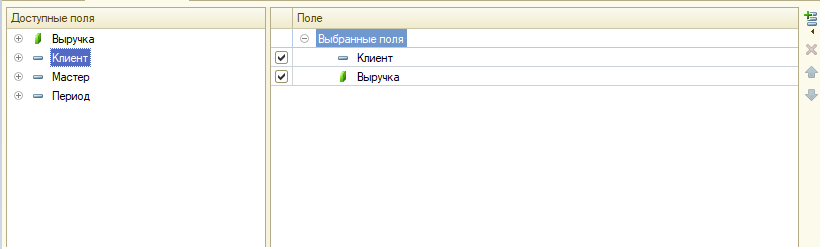 Доступные поля
Выручка
Клиент
Мастер
Период
Поле
Выбранные поля
Клиент
Выручка